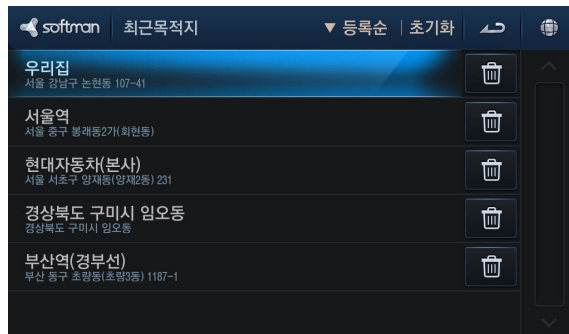 softman 최근목적지 ▼ 등록순 초기화
우리집
서울 강남구 논현동 107-41
서울역
서울 중구 봉래동2가(회현동)
현대자동차(본사)
서울 서초구 양재동(양재2동) 231
경상북도 구미시 임오동
경상북도 구미시 임오동
부산역(경부선)
부산 동구 초량동(초량3동) 1187-1